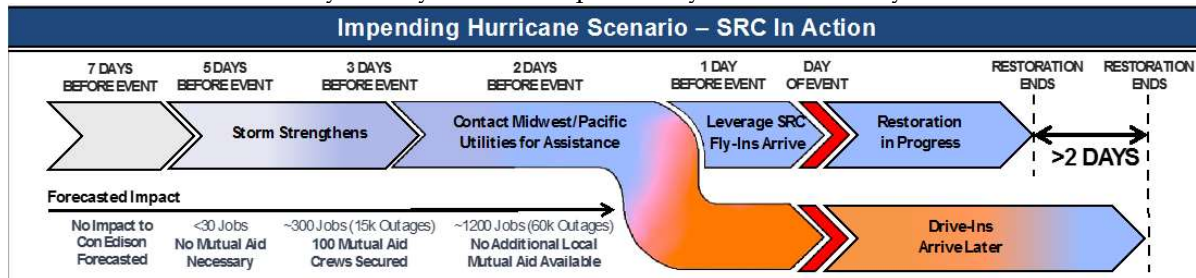 Impending Hurricane Scenario – SRC In Action
7 DAYS
BEFORE EVENT
5 DAYS
BEFORE EVENT
3 DAYS
BEFORE EVENT
2 DAYS
BEFORE EVENT
1 DAY
BEFORE EVENT
DAY
OF EVENT
RESTORATION
ENDS
RESTORATION
ENDS
Storm Strengthens
Contact Midwest/Pacific
Utilities for Assistance
Leverage SRC
Fly-Ins Arrive
Restoration
in Progress
>2 DAYS
Forecasted Impact
No Impact to
Con Edison
Forecasted
<30 Jobs
No Mutual Aid
Necessary
~300 Jobs (15k Outages)
100 Mutual Aid
Crews Secured
~1200 Jobs (60k Outages)
No Additional Local
Mutual Aid Available
Drive-Ins
Arrive Later